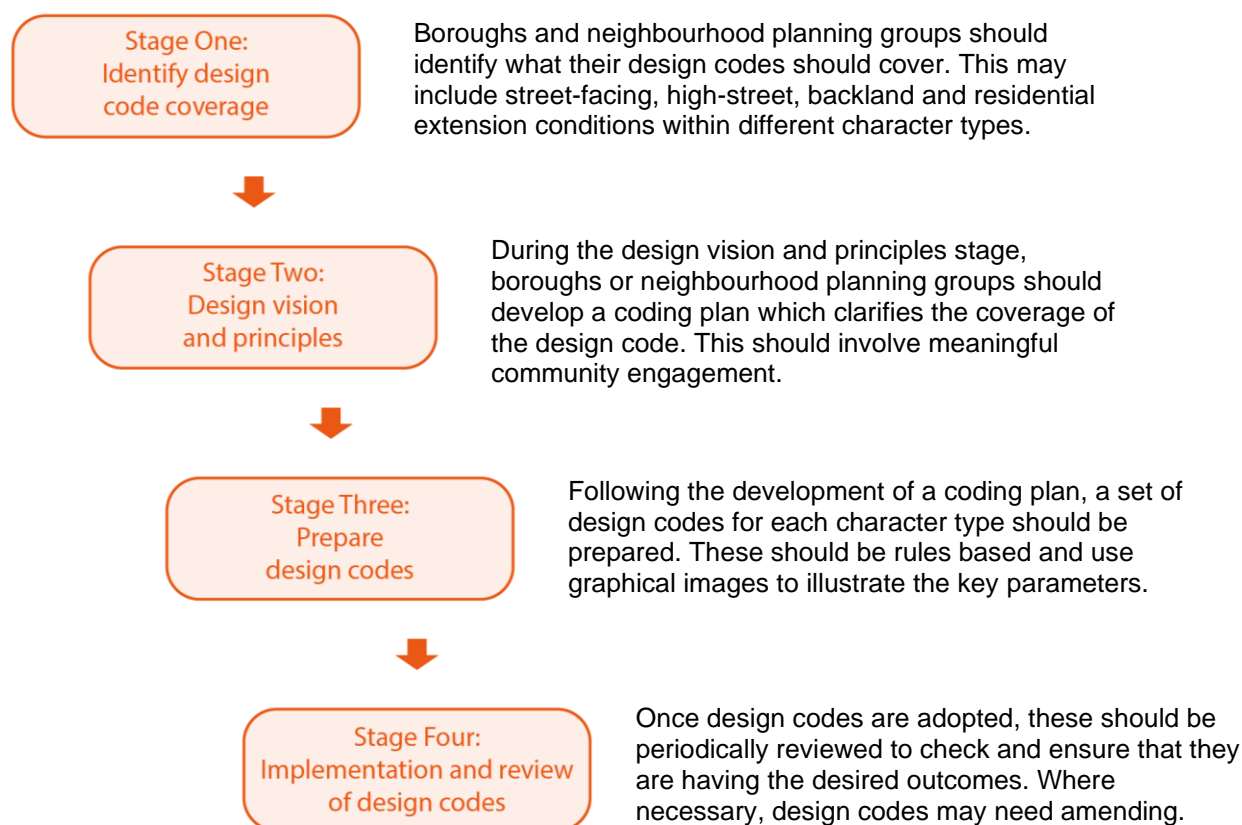 Stage One:
Identify design
code coverage
Boroughs and neighbourhood planning groups should
identify what their design codes should cover. This may
include street-facing, high-street, backland and residential
extension conditions within different character types.
Stage Two:
Design vision
and principles
During the design vision and principles stage,
boroughs or neighbourhood planning groups should
develop a coding plan which clarifies the coverage of
the design code. This should involve meaningful
community engagement.
Stage Three:
Prepare
design codes
Following the development of a coding plan, a set of
design codes for each character type should be
prepared. These should be rules based and use
graphical images to illustrate the key parameters.
Stage Four:
Implementation and review
of design codes
Once design codes are adopted, these should be
periodically reviewed to check and ensure that they
are having the desired outcomes. Where
necessary, design codes may need amending.